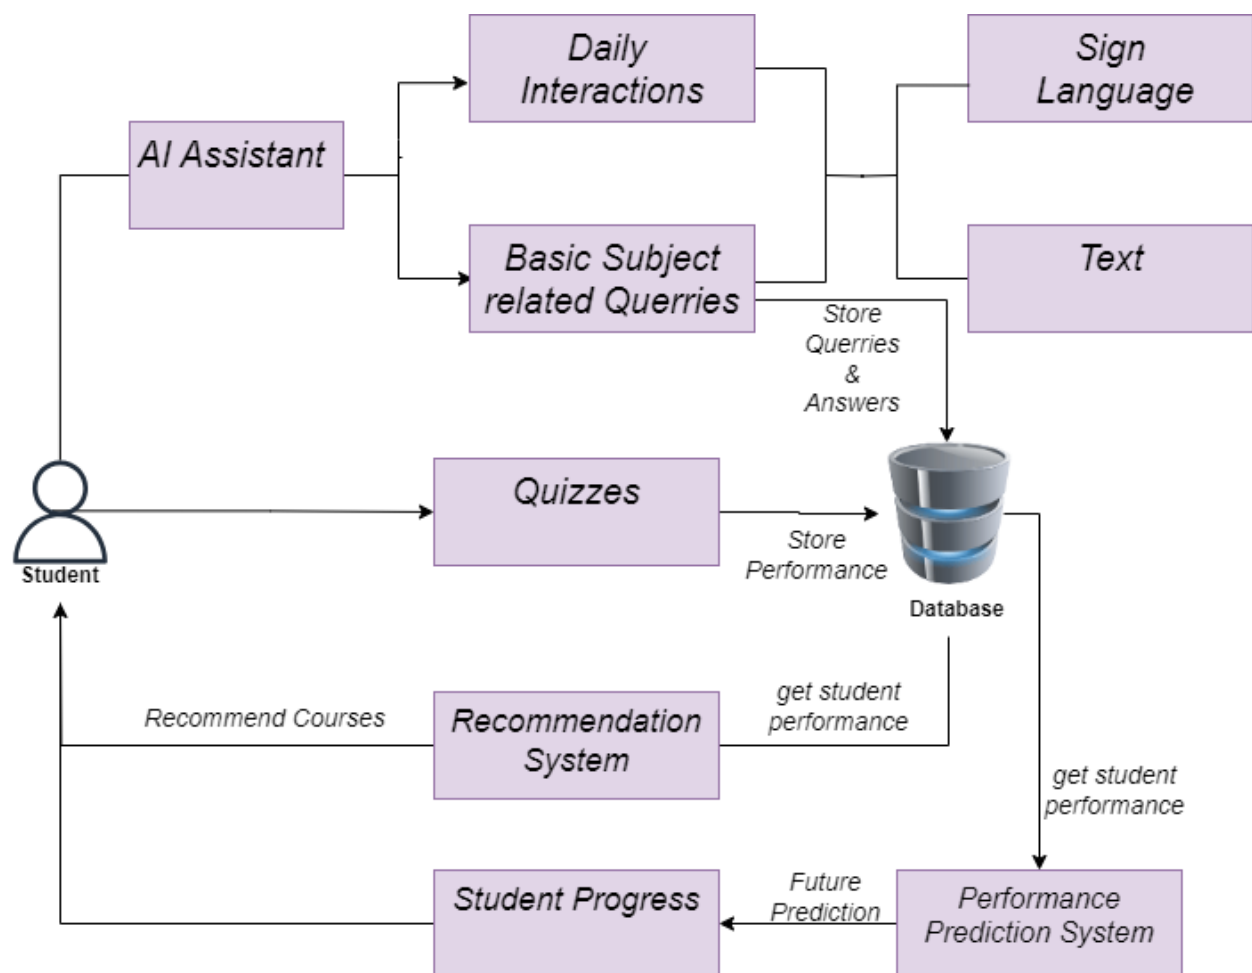 Daily
Interactions
Sign
Language
AI Assistant
Basic Subject
related Querries
Text
Store
Querries
&
Answers
Quizzes
Student
Store
Performance
Database
Recommend Courses
Recommendation
System
get student
performance
get student
performance
Student Progress
Future
Prediction
Performance
Prediction System